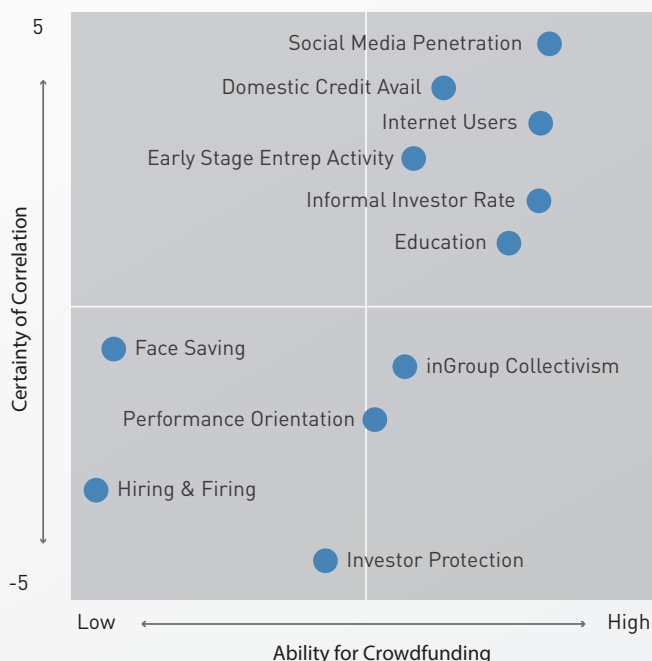 5
Social Media Penetration
Domestic Credit Avail
Internet Users
Early Stage Entrep Activity
Informal Investor Rate
Education
Certainty of Correlation
Face Saving
inGroup Collectivism
Performance Orientation
Hiring & Firing
Investor Protection
-5
Low
High
Ability for Crowdfunding